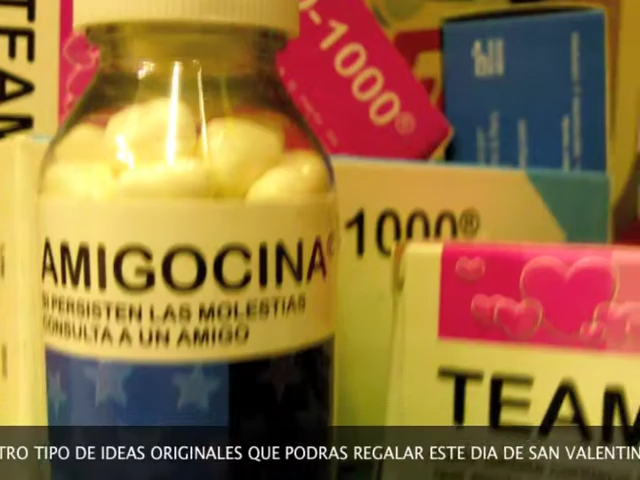 TEAM
0-1000®
AMIGOCINA®
SI PERSISTEN LAS MOLESTIAS
CONSULTA A UN AMIGO
1000®
TEAM
TRO TIPO DE IDEAS ORIGINALES QUE PODRAS REGALAR ESTE DIA DE SAN VALENTIN